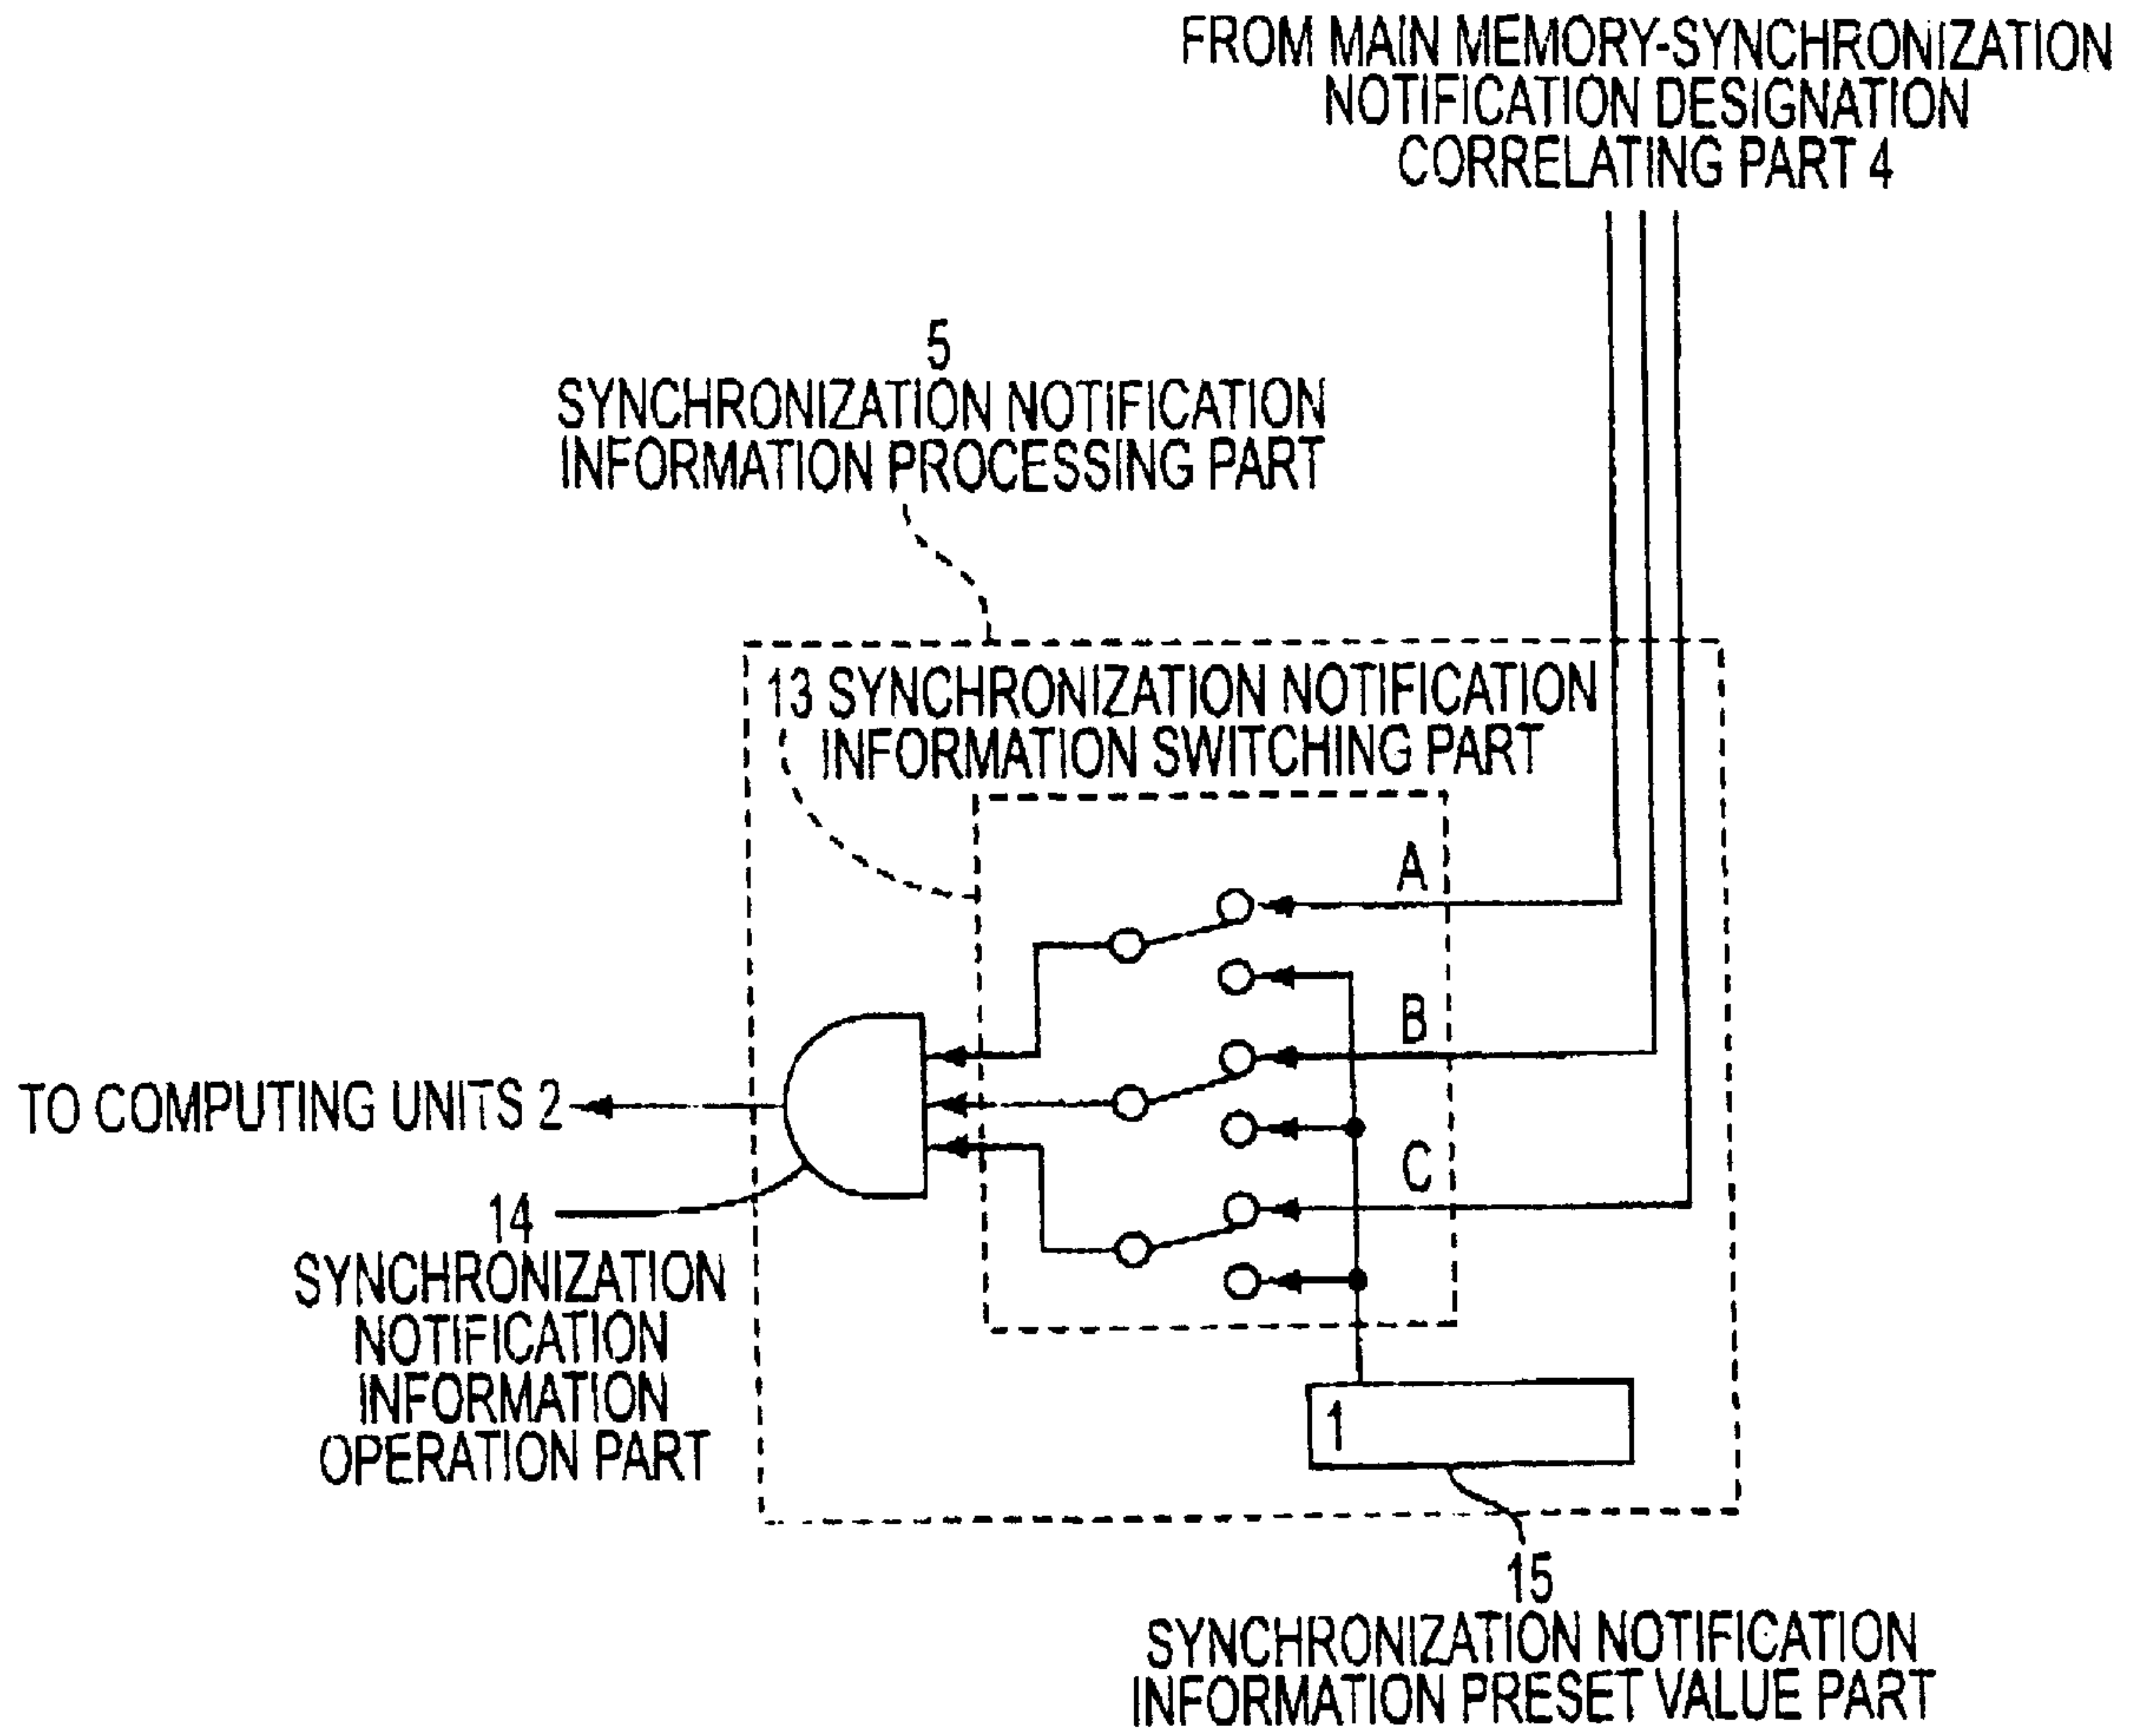 FROM MAIN MEMORY-SYNCHRONIZATION
NOTIFICATION DESIGNATION
CORRELATING PART 4
5
SYNCHRONIZATION NOTIFICATION
INFORMATION PROCESSING PART
13 SYNCHRONIZATION NOTIFICATION
INFORMATION SWITCHING PART
A
B
C
TO COMPUTING UNITS 2
14
SYNCHRONIZATION
NOTIFICATION
INFORMATION
OPERATION PART
1
15
SYNCHRONIZATION NOTIFICATION
INFORMATION PRESET VALUE PART